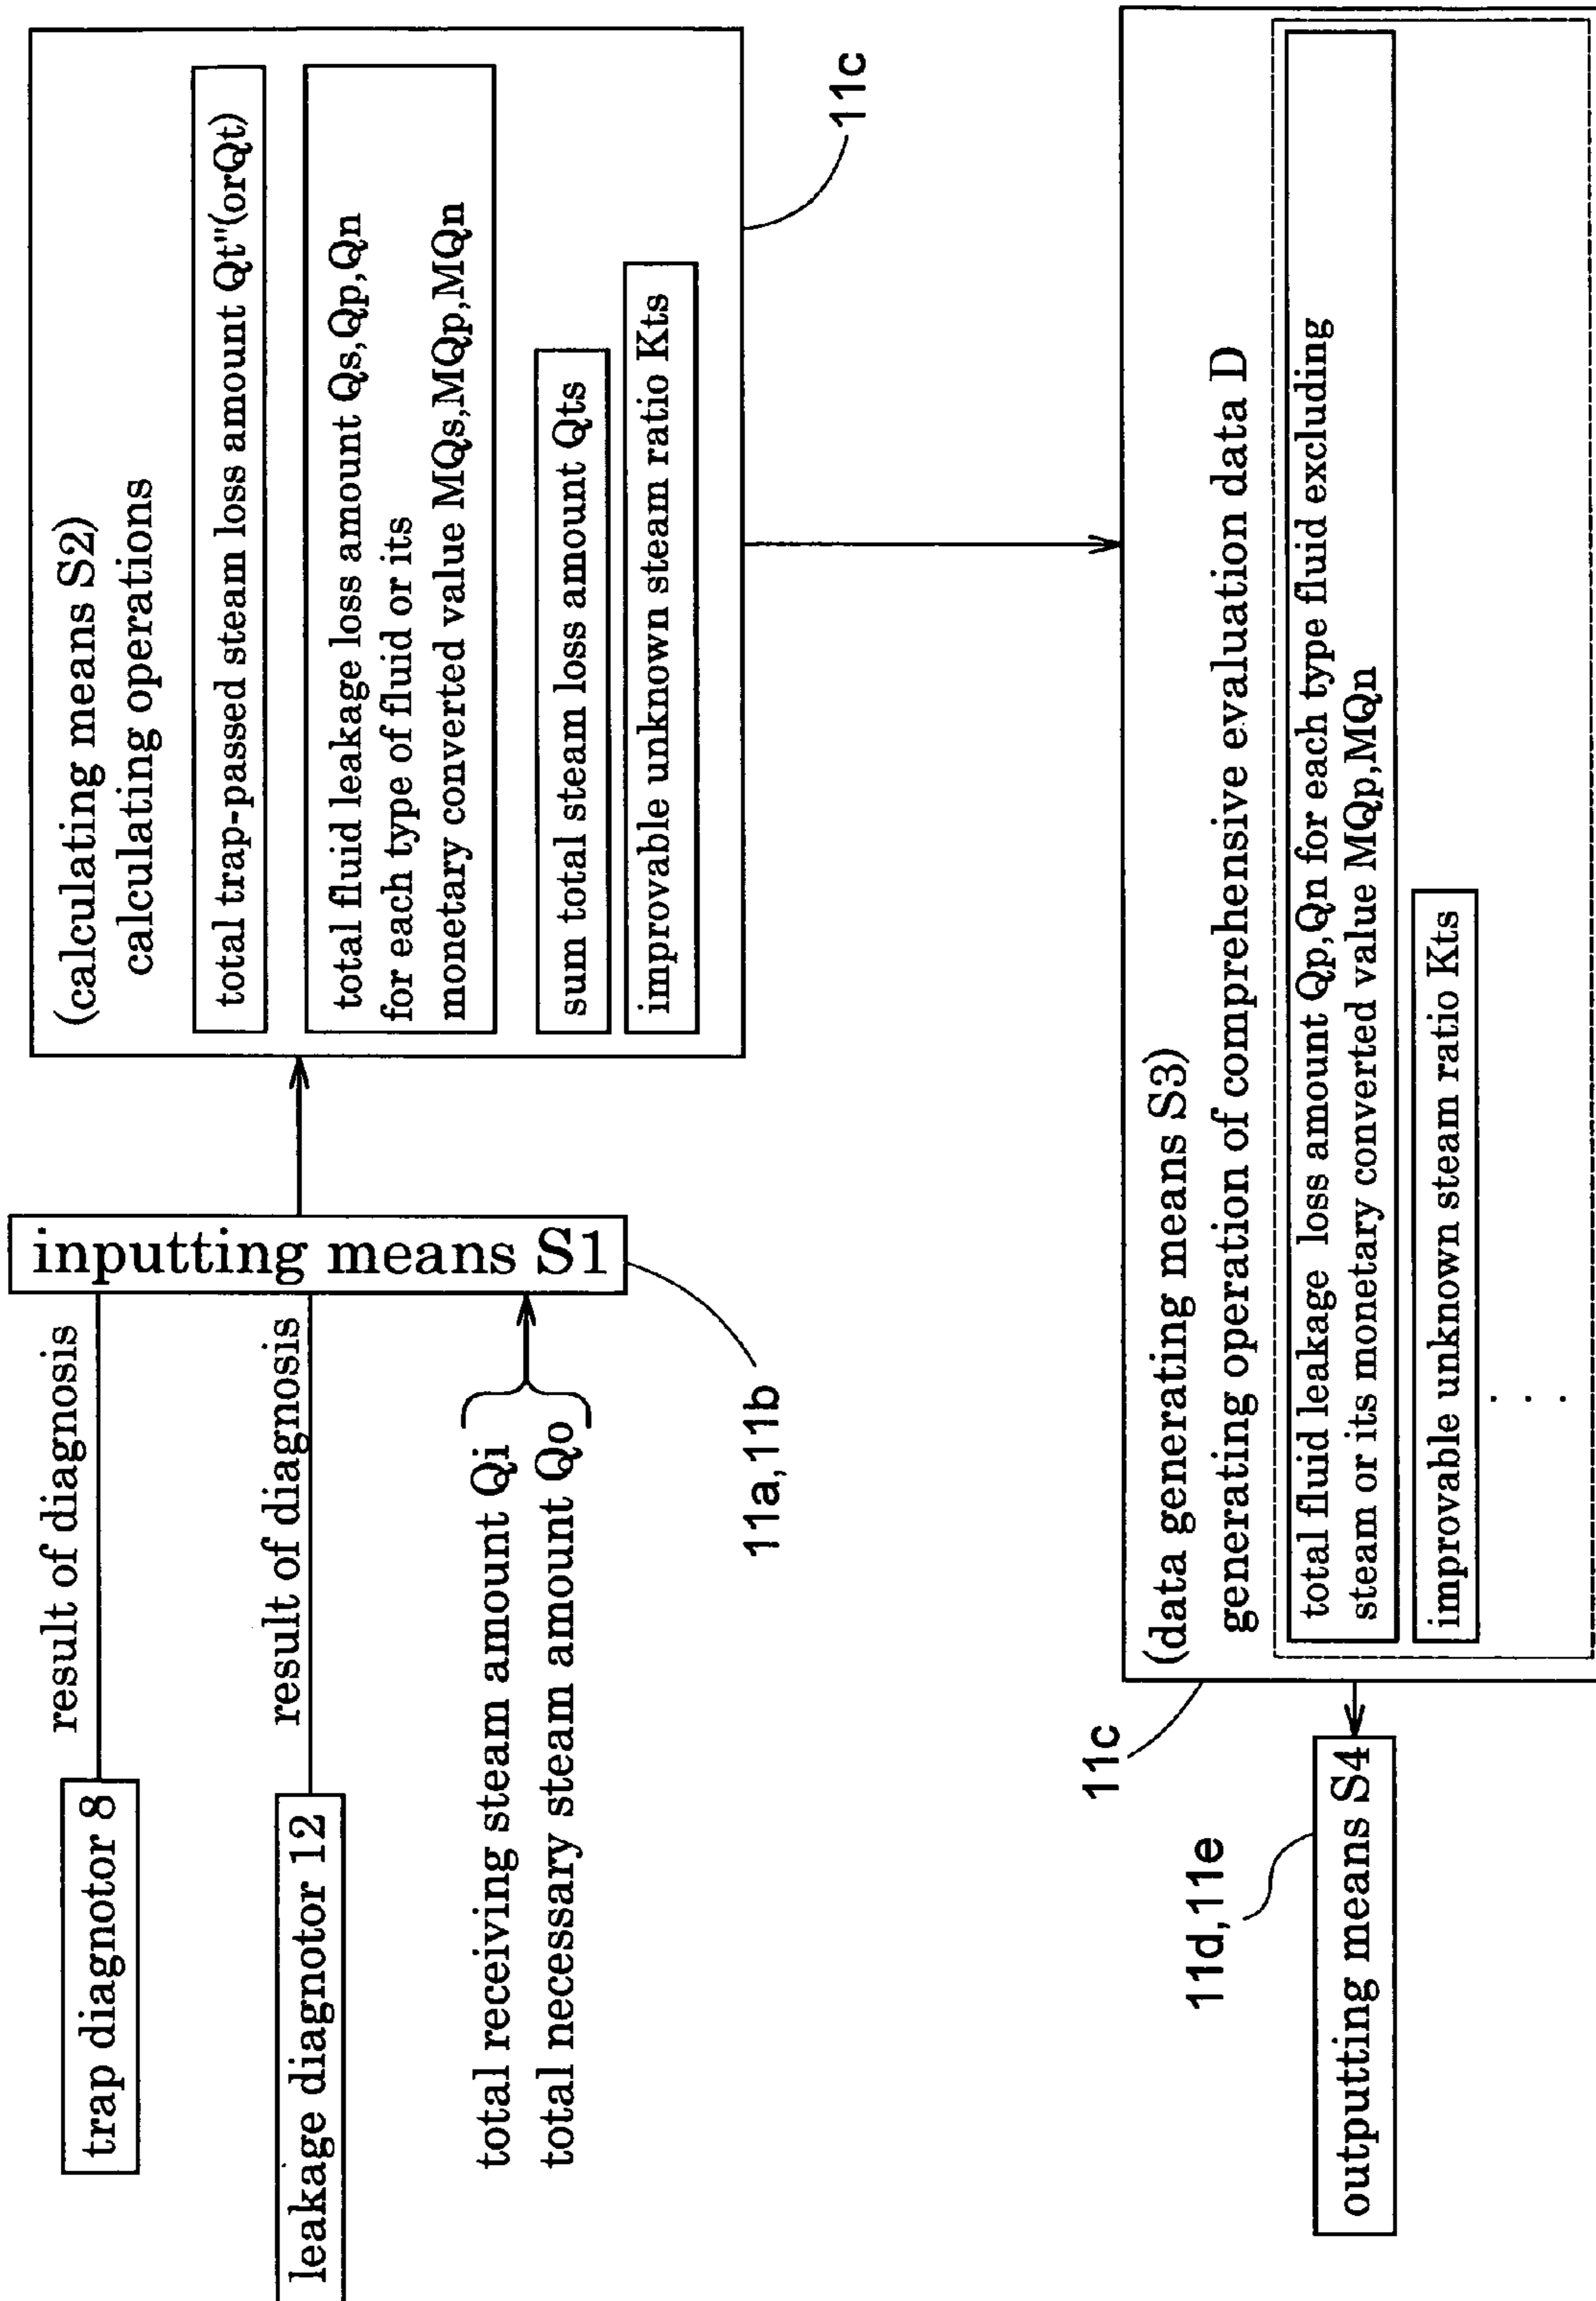 trap diagnotor 8
result of diagnosis
leakage diagnotor 12
result of diagnosis
total receiving steam amount Qi
total necessary steam amount Qo
inputting means S1
11a,11b
(calculating means S2)
calculating operations
total trap-passed steam loss amount Qt"(orQt)
total fluid leakage loss amount Qs,Qp,Qn
for each type of fluid or its
monetary converted value MQs,MQp,MQn
sum total steam loss amount Qts
improvable unknown steam ratio Kts
11c
(data generating means S3)
generating operation of comprehensive evaluation data D
total fluid leakage loss amount Qp,Qn for each type fluid excluding
steam or its monetary converted value MQp,MQn
improvable unknown steam ratio Kts
. . .
11c
outputting means S4
11d,11e